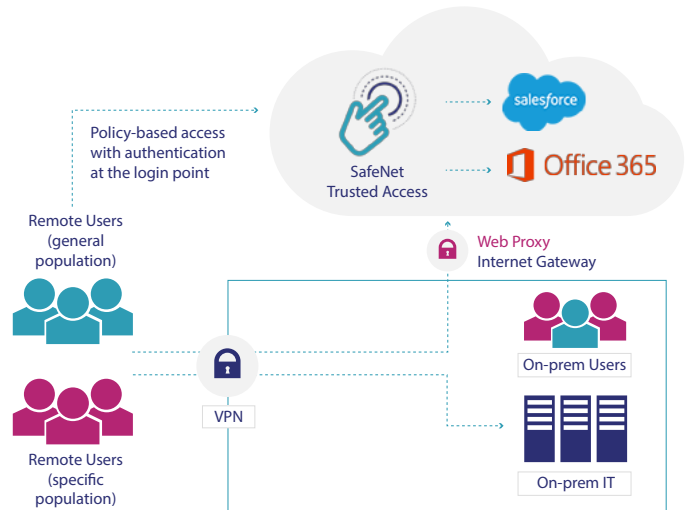 salesforce
Policy-based access
with authentication
at the login point
SafeNet
Trusted Access
Office 365
Remote Users
(general
population)
Web Proxy
Internet Gateway
On-prem Users
VPN
Remote Users
(specific
population)
On-prem IT